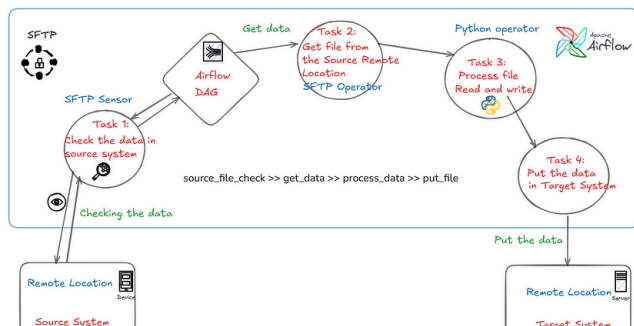 Get data
Task 2:
Get file from
the Source Remote
Location
SFTP Operator
Python operator
Apache
Airflow
SFTP
Airflow
DAG
Task 3:
Process file
Read and write
SFTP Sensor
Task 1:
Check the data in
source system
source_file_check >> get_data >> process_data >> put_file
Task 4:
Put the data
in Target System
Checking the data
Put the data
Remote Location
Device
Source System
Remote Location
Server
Target System